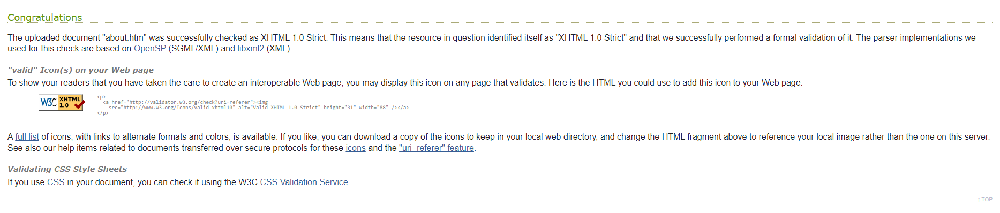 Congratulations
The uploaded document "about.htm" was successfully checked as XHTML 1.0 Strict. This means that the resource in question identified itself as "XHTML 1.0 Strict" and that we successfully performed a formal validation of it. The parser implementations we
used for this check are based on OpenSP (SGML/XML) and libxml2 (XML).
"valid" Icon(s) on your Web page
To show your readers that you have taken the care to create an interoperable Web page, you may display this icon on any page that validates. Here is the HTML you could use to add this icon to your Web page:
W3C XHTML 1.0
<p>
<a href="http://validator.w3.org/check?uri=referer"><img
src="http://www.w3.org/Icons/valid-xhtml10" alt="Valid XHTML 1.0 Strict" height="31" width="88" /></a>
</p>
A full list of icons, with links to alternate formats and colors, is available: If you like, you can download a copy of the icons to keep in your local web directory, and change the HTML fragment above to reference your local image rather than the one on this server.
See also our help items related to documents transferred over secure protocols for these icons and the "uri=referer" feature.
Validating CSS Style Sheets
If you use CSS in your document, you can check it using the W3C CSS Validation Service.
↑ TOP